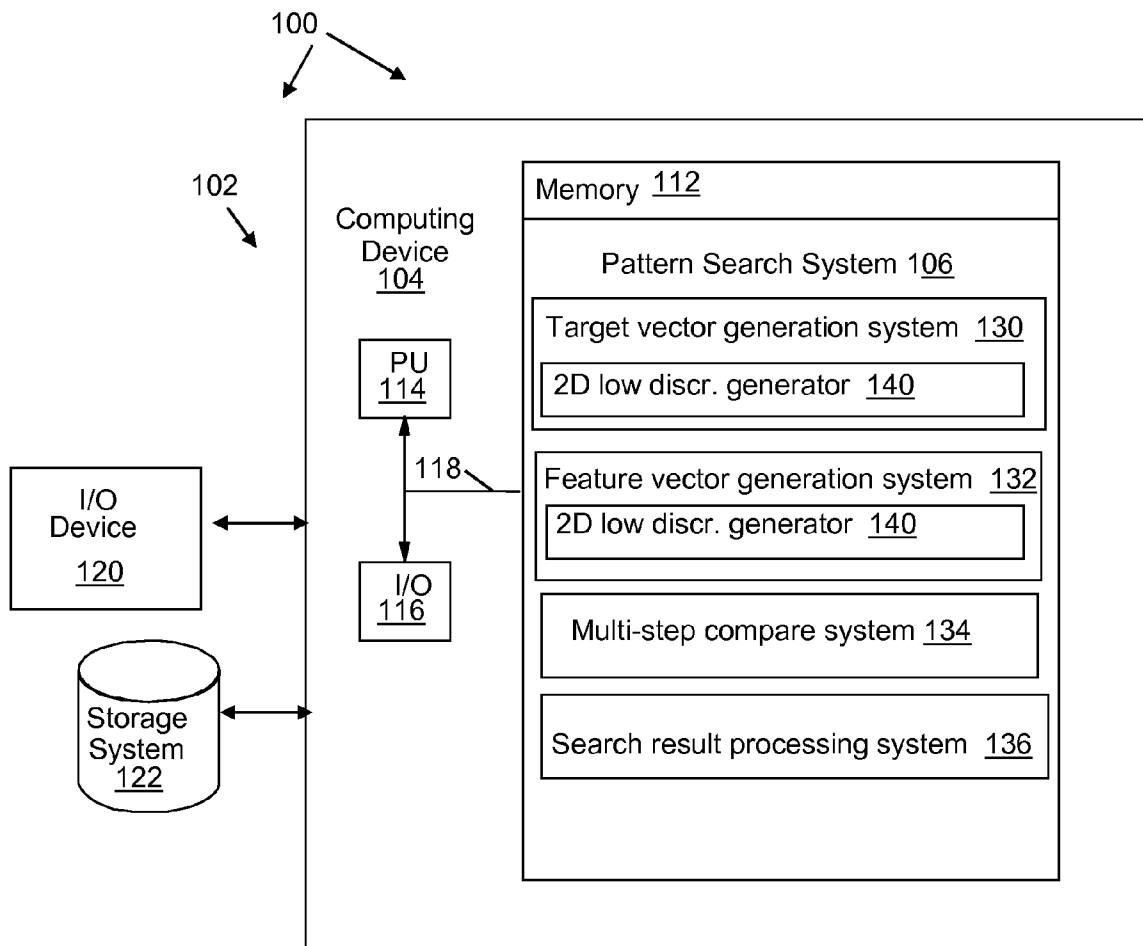 100
102
Computing
Device
104
Memory 112
Pattern Search System 106
Target vector generation system 130
2D low discr. generator 140
PU
114
118
Feature vector generation system 132
2D low discr. generator 140
I/O
Device
120
I/O
116
Multi-step compare system 134
Storage
System
122
Search result processing system 136